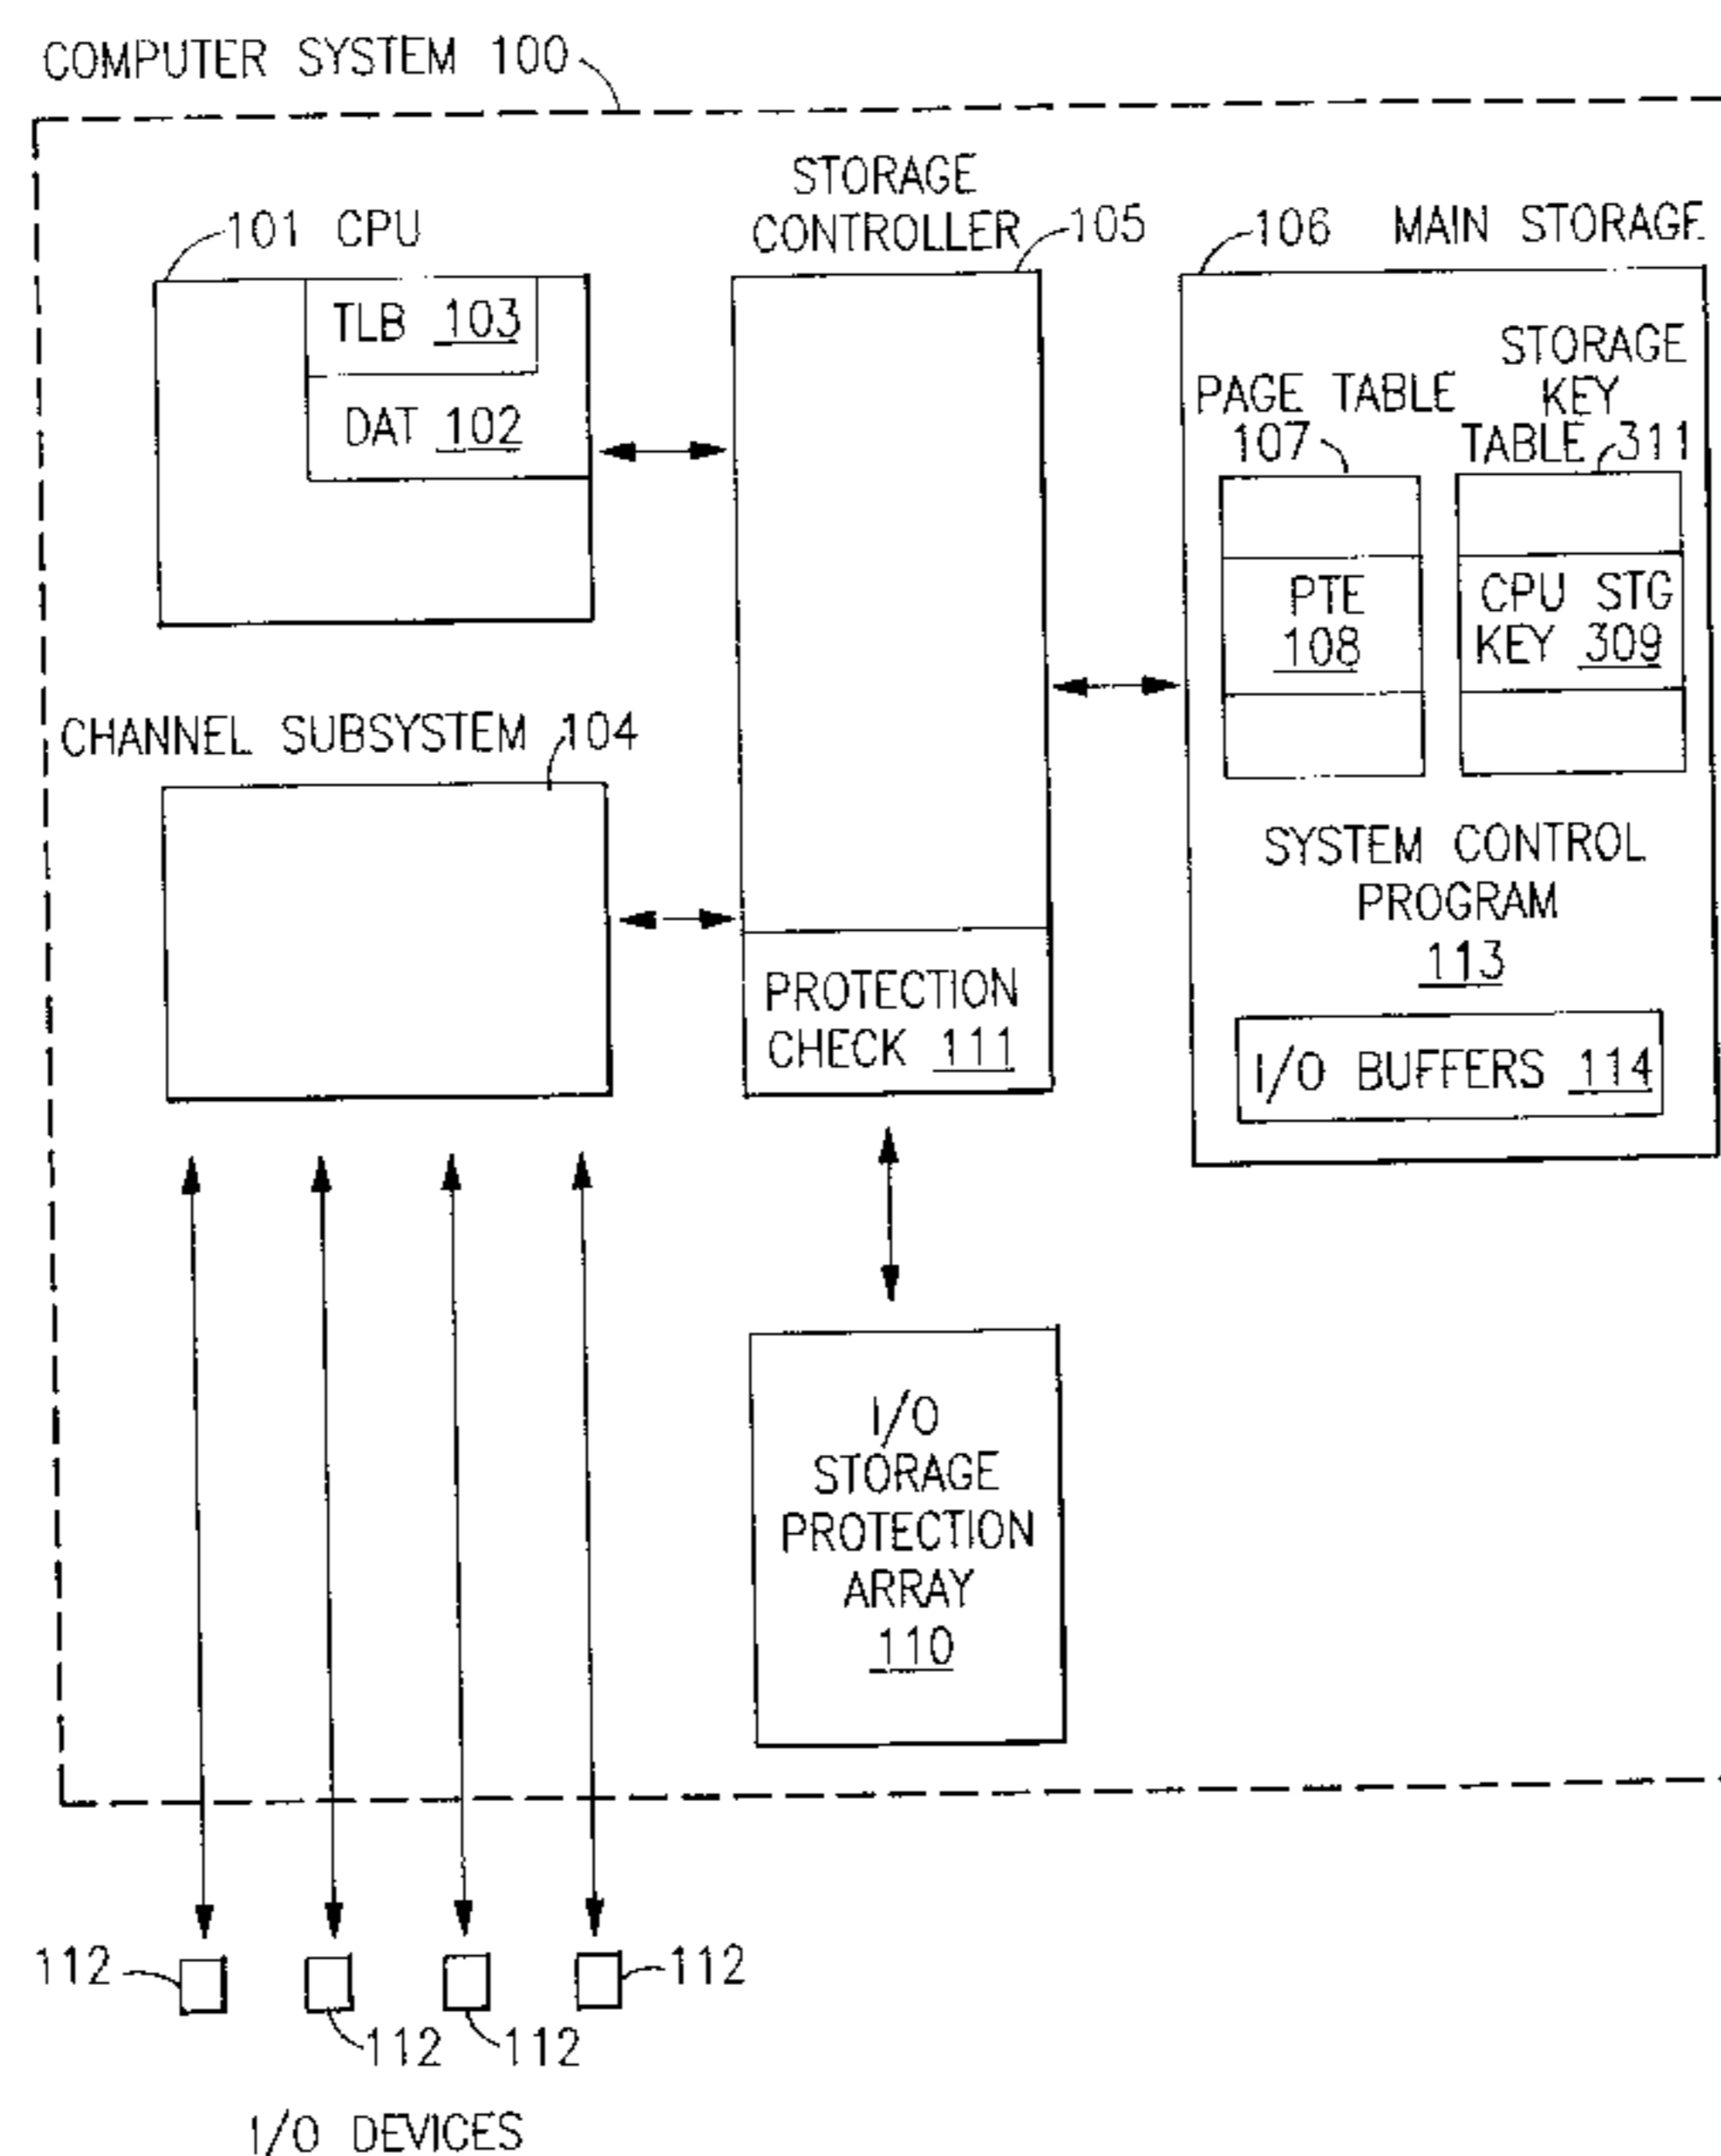 COMPUTER SYSTEM 100
101 CPU
TLB 103
DAT 102
STORAGE
CONTROLLER 105
106 MAIN STORAGE
PAGE TABLE
107
STORAGE
KEY
TABLE 311
PTE
108
CPU STG
KEY 309
CHANNEL SUBSYSTEM 104
SYSTEM CONTROL
PROGRAM
113
PROTECTION
CHECK 111
I/O BUFFERS 114
I/O
STORAGE
PROTECTION
ARRAY
110
112
112
112
112
I/O DEVICES